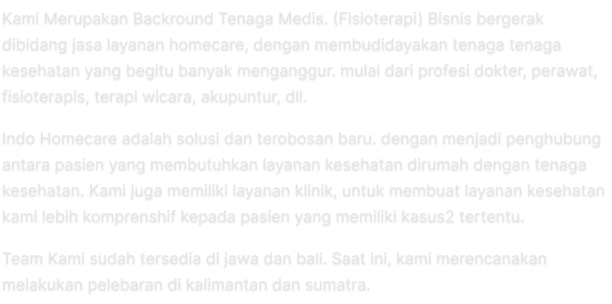 Kami Merupakan Backround Tenaga Medis. (Fisioterapi) Bisnis bergerak
dibidang jasa layanan homecare, dengan membudidayakan tenaga tenaga
kesehatan yang begitu banyak menganggur. mulai dari profesi dokter, perawat,
fisioterapis, terapi wicara, akupuntur, dll.
Indo Homecare adalah solusi dan terobosan baru. dengan menjadi penghubung
antara pasien yang membutuhkan layanan kesehatan dirumah dengan tenaga
kesehatan. Kami juga memiliki layanan klinik, untuk membuat layanan kesehatan
kami lebih komprenshif kepada pasien yang memiliki kasus2 tertentu.
Team Kami sudah tersedia di jawa dan bali. Saat ini, kami merencanakan
melakukan pelebaran di kalimantan dan sumatra.